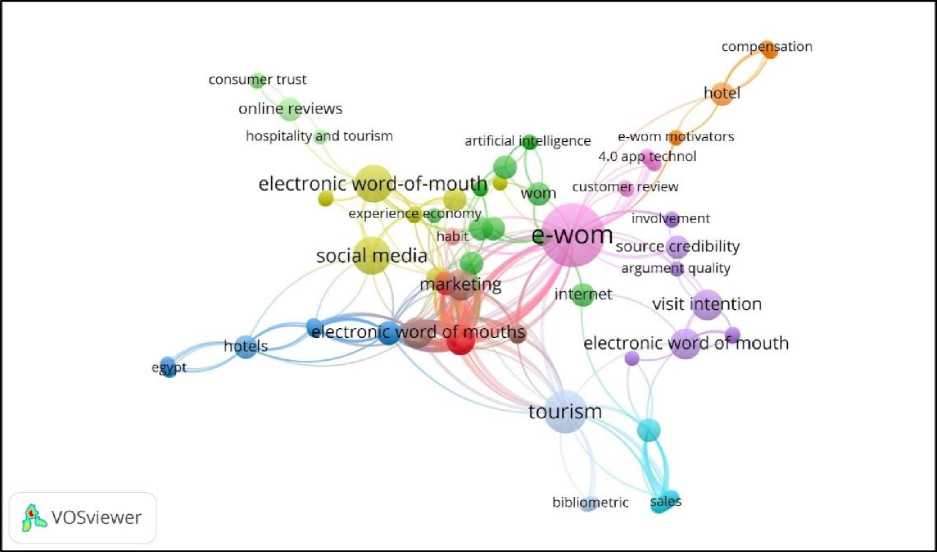 compensation
consumer trust
hotel
online reviews
hospitality and tourism
artificial intelligence
e-wom motivators
4.0 app technol
electronic word-of-mouth
wom
customer review
experience economy
involvement
habit
e-wom
source credibility
social media
argument quality
marketing
internet
visit intention
electronic word of mouths
electronic word of mouth
hotels
egypt
tourism
bibliometric
sales
VOSviewer